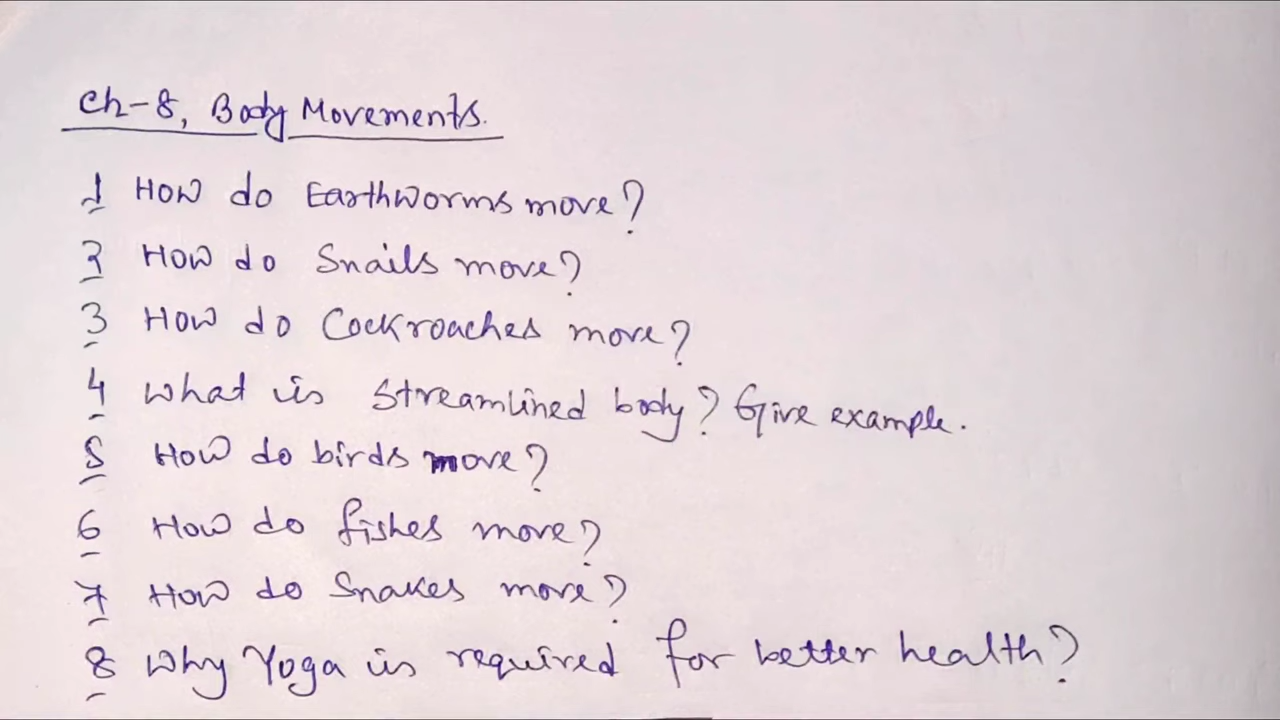 Ch-8, Body Movements.
1 How do Earthworms move?
2 How do Snails move?
3 How do Cockroaches move?
4 What is Streamlined body? Give example.
5 How do birds move?
6 How do fishes move?
7 How do Snakes move?
8 Why Yoga is required for better health?